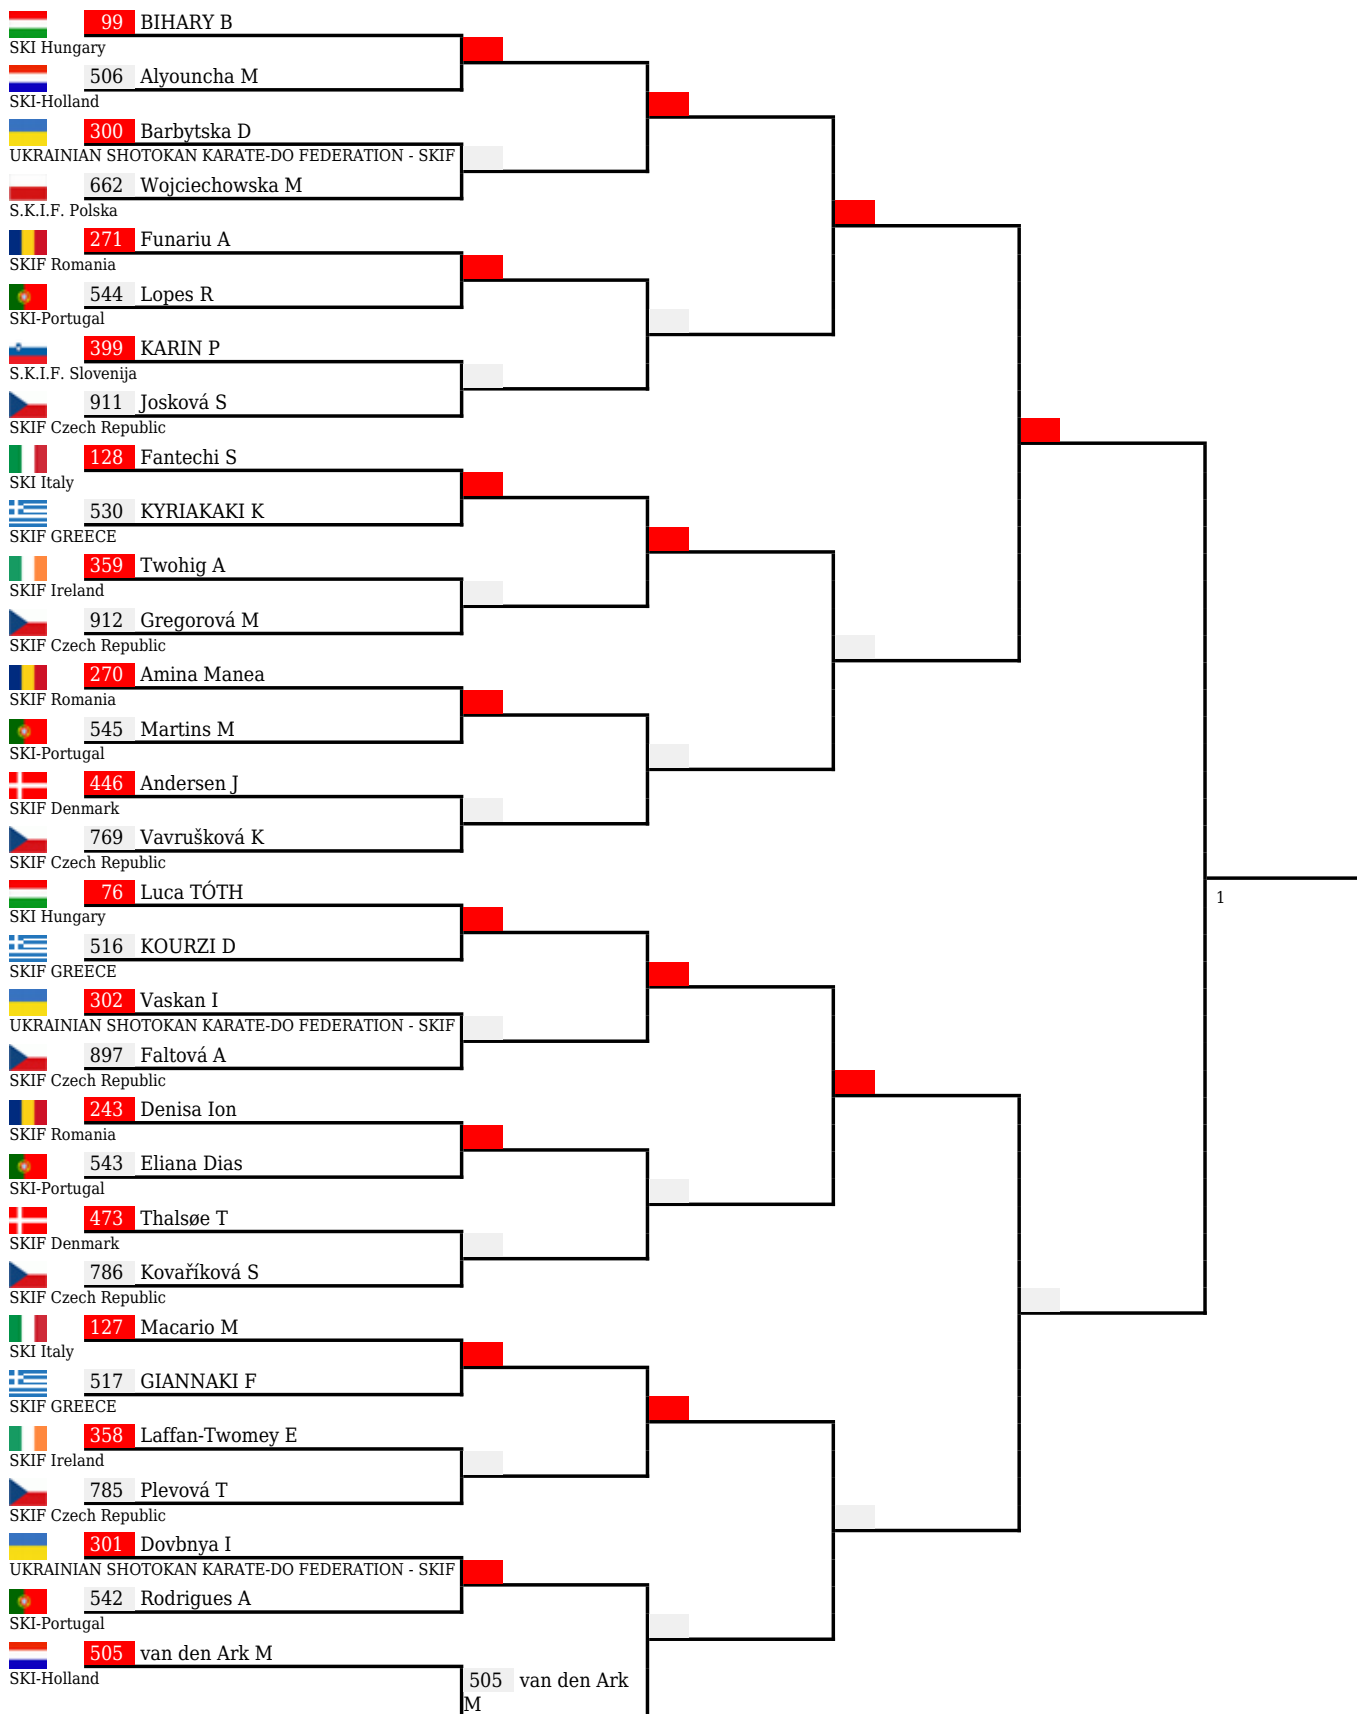 99 BIHARY B
SKI Hungary
506 Alyouncha M
SKI-Holland
300 Barbytska D
UKRAINIAN SHOTOKAN KARATE-DO FEDERATION - SKIF
662 Wojciechowska M
S.K.I.F. Polska
271 Funariu A
SKIF Romania
544 Lopes R
SKI-Portugal
399 KARIN P
S.K.I.F. Slovenija
911 Josková S
SKIF Czech Republic
128 Fantechi S
SKI Italy
530 KYRIAKAKI K
SKIF GREECE
359 Twohig A
SKIF Ireland
912 Gregorová M
SKIF Czech Republic
270 Amina Manea
SKIF Romania
545 Martins M
SKI-Portugal
446 Andersen J
SKIF Denmark
769 Vavrušková K
SKIF Czech Republic
76 Luca TÓTH
1
SKI Hungary
516 KOURZI D
SKIF GREECE
302 Vaskan I
UKRAINIAN SHOTOKAN KARATE-DO FEDERATION - SKIF
897 Faltová A
SKIF Czech Republic
243 Denisa Ion
SKIF Romania
543 Eliana Dias
SKI-Portugal
473 Thalsøe T
SKIF Denmark
786 Kovaříková S
SKIF Czech Republic
127 Macario M
SKI Italy
517 GIANNAKI F
SKIF GREECE
358 Laffan-Twomey E
SKIF Ireland
785 Plevová T
SKIF Czech Republic
301 Dovbnya I
UKRAINIAN SHOTOKAN KARATE-DO FEDERATION - SKIF
542 Rodrigues A
SKI-Portugal
505 van den Ark M
SKI-Holland
505 van den Ark
M